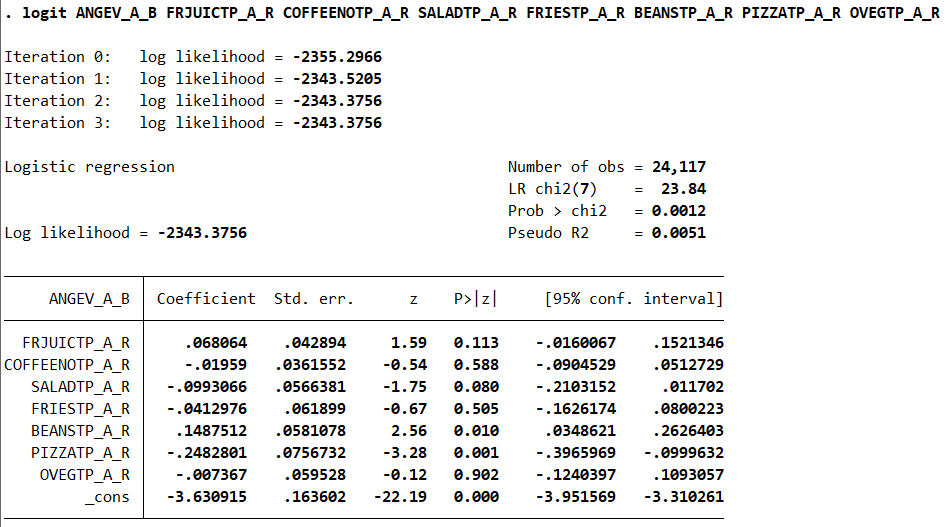 . logit ANGEV_A_B FRJUICTP_A_R COFFEENOTP_A_R SALADTP_A_R FRIESTP_A_R BEANSTP_A_R PIZZATP_A_R OVEGTP_A_R
Iteration 0:   log likelihood = -2355.2966
Iteration 1:   log likelihood = -2343.5205
Iteration 2:   log likelihood = -2343.3756
Iteration 3:   log likelihood = -2343.3756
Logistic regression                                     Number of obs = 24,117
                                                        LR chi2(7)    =  23.84
                                                        Prob > chi2   = 0.0012
Log likelihood = -2343.3756                             Pseudo R2     = 0.0051
     ANGEV_A_B | Coefficient  Std. err.      z    P>|z|     [95% conf. interval]
  FRJUICTP_A_R |    .068064    .042894     1.59   0.113    -.0160067    .1521346
COFFEENOTP_A_R |    -.01959   .0361552    -0.54   0.588    -.0904529    .0512729
   SALADTP_A_R |  -.0993066   .0566381    -1.75   0.080    -.2103152     .011702
   FRIESTP_A_R |  -.0412976    .061899    -0.67   0.505    -.1626174    .0800223
   BEANSTP_A_R |   .1487512   .0581078     2.56   0.010     .0348621    .2626403
   PIZZATP_A_R |  -.2482801   .0756732    -3.28   0.001    -.3965969   -.0999632
    OVEGTP_A_R |   -.007367    .059528    -0.12   0.902    -.1240397    .1093057
         _cons |  -3.630915    .163602   -22.19   0.000    -3.951569   -3.310261